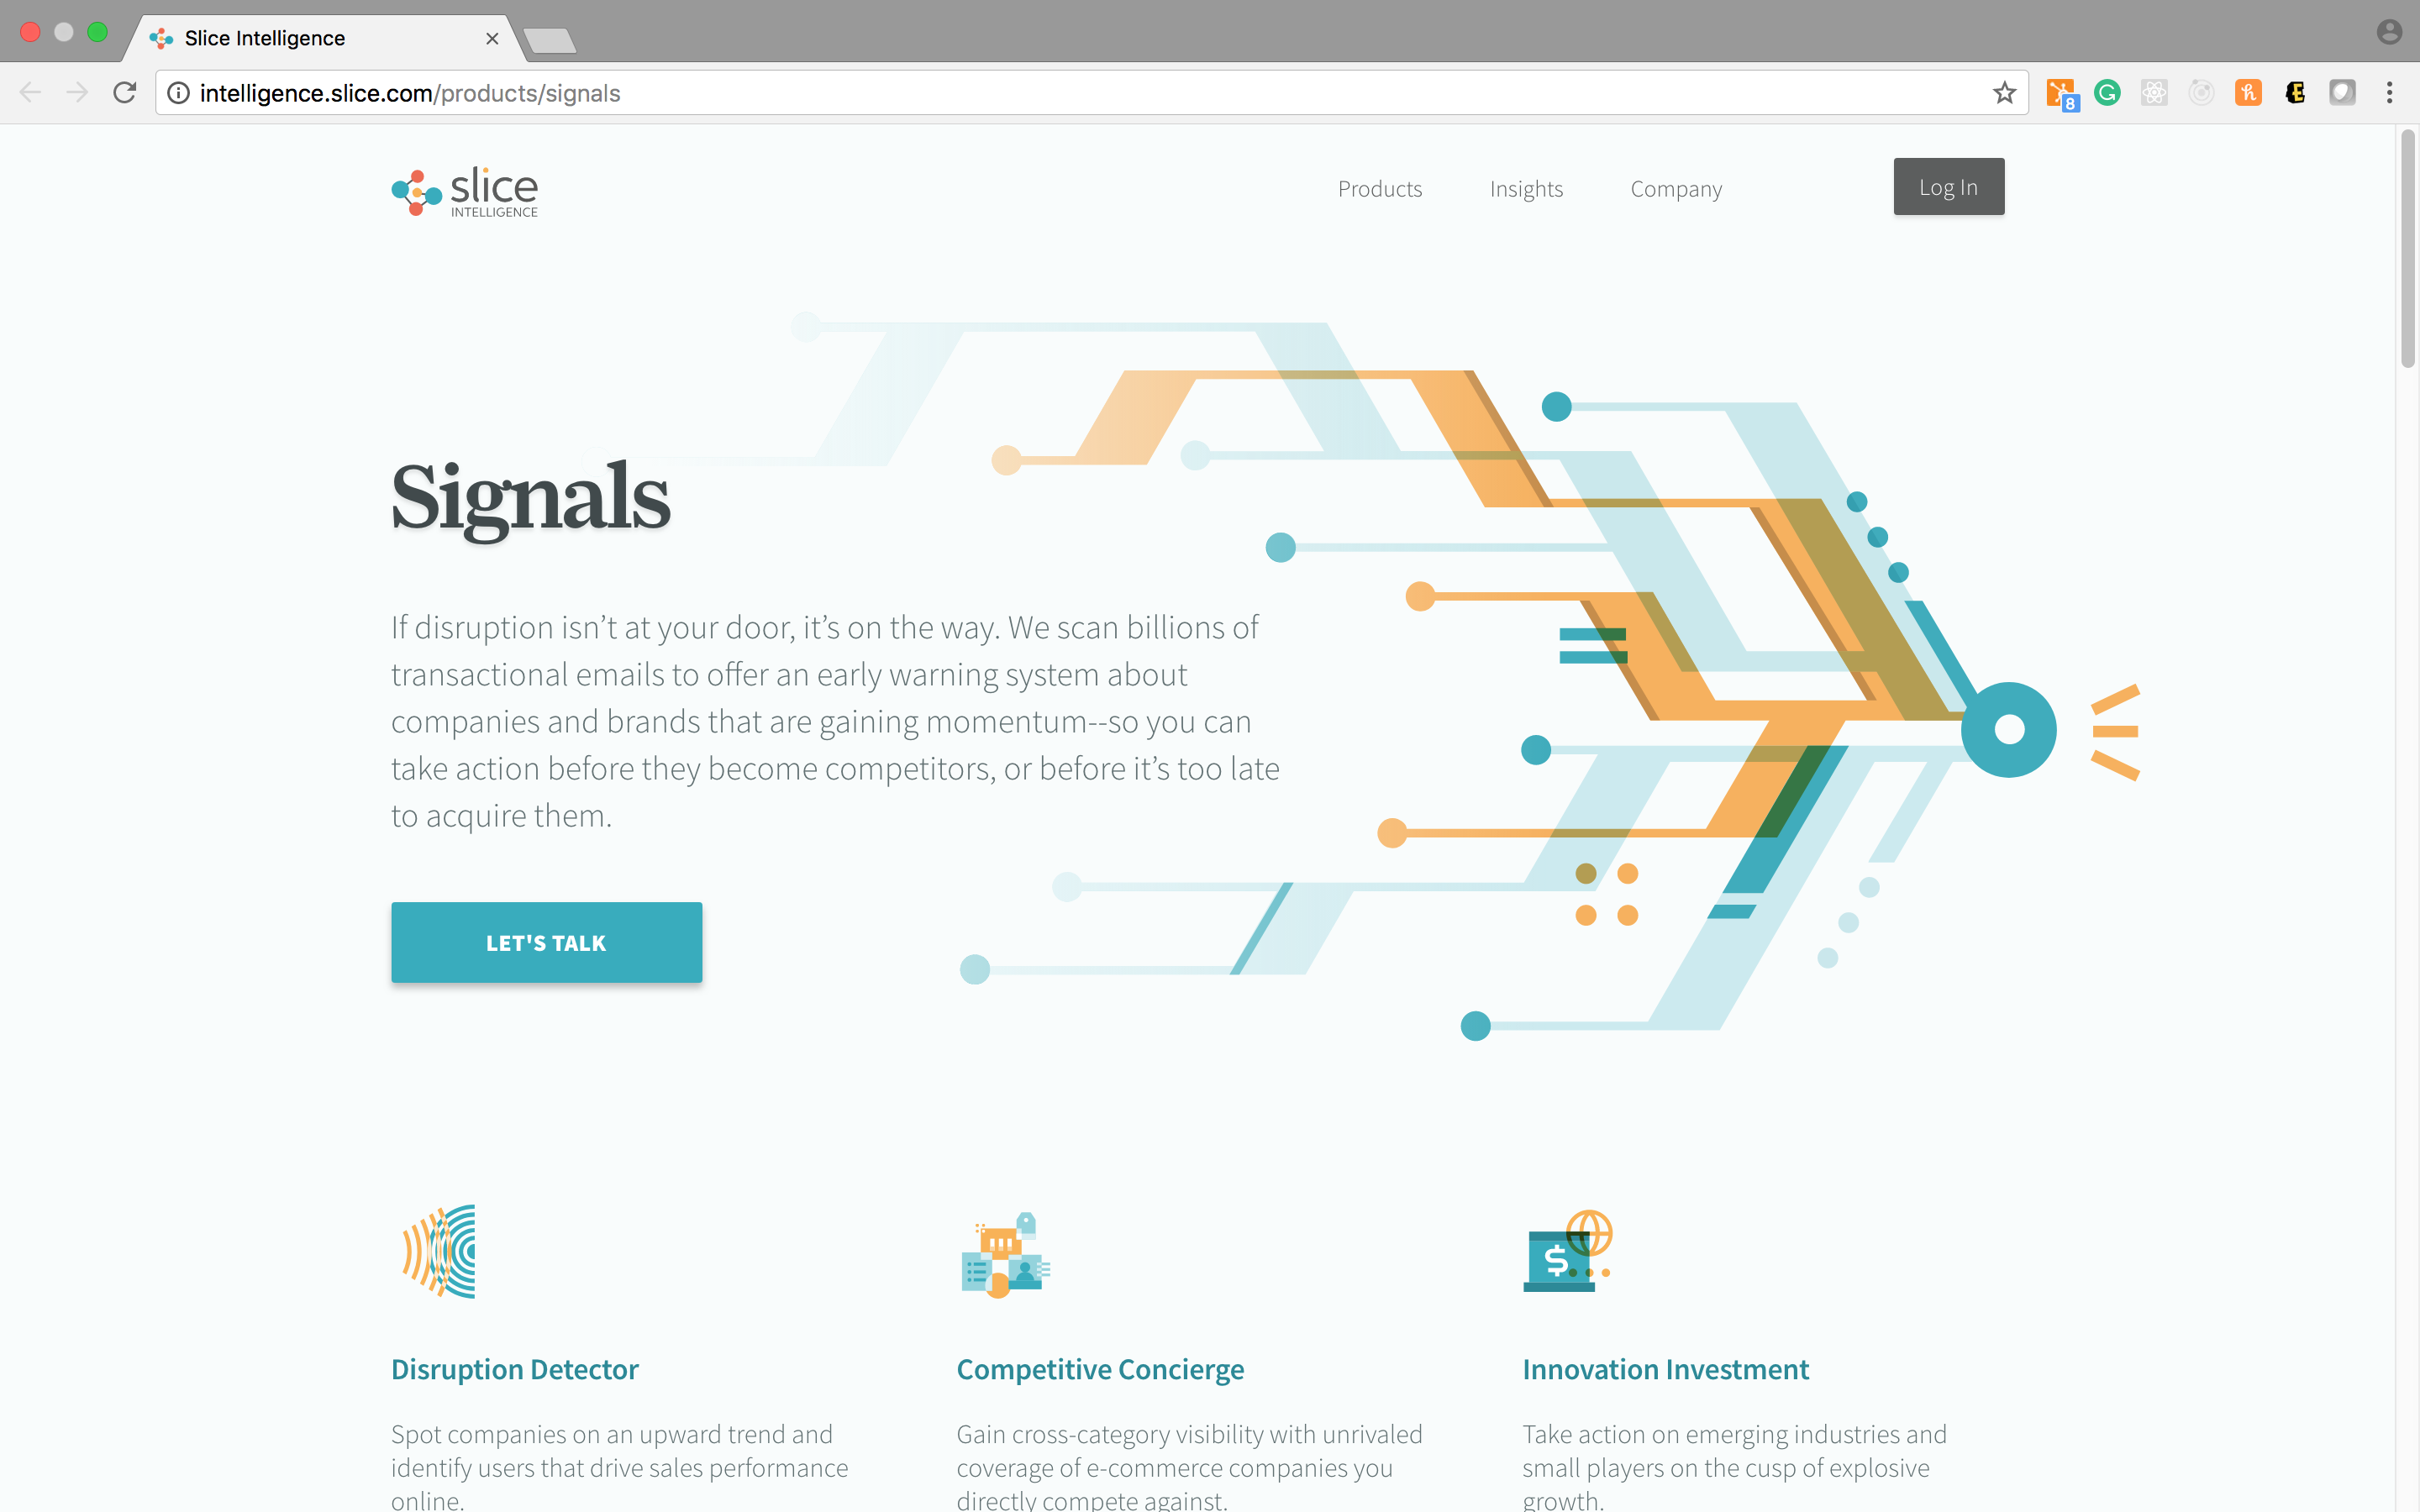 Slice Intelligence
intelligence.slice.com/products/signals
8
slice
INTELLIGENCE
Products
Insights
Company
Log In
Signals
If disruption isn’t at your door, it’s on the way. We scan billions of
transactional emails to offer an early warning system about
companies and brands that are gaining momentum--so you can
take action before they become competitors, or before it’s too late
to acquire them.
LET'S TALK
$
Disruption Detector
Spot companies on an upward trend and
identify users that drive sales performance
online.
Competitive Concierge
Gain cross-category visibility with unrivaled
coverage of e-commerce companies you
directly compete against.
Innovation Investment
Take action on emerging industries and
small players on the cusp of explosive
growth.